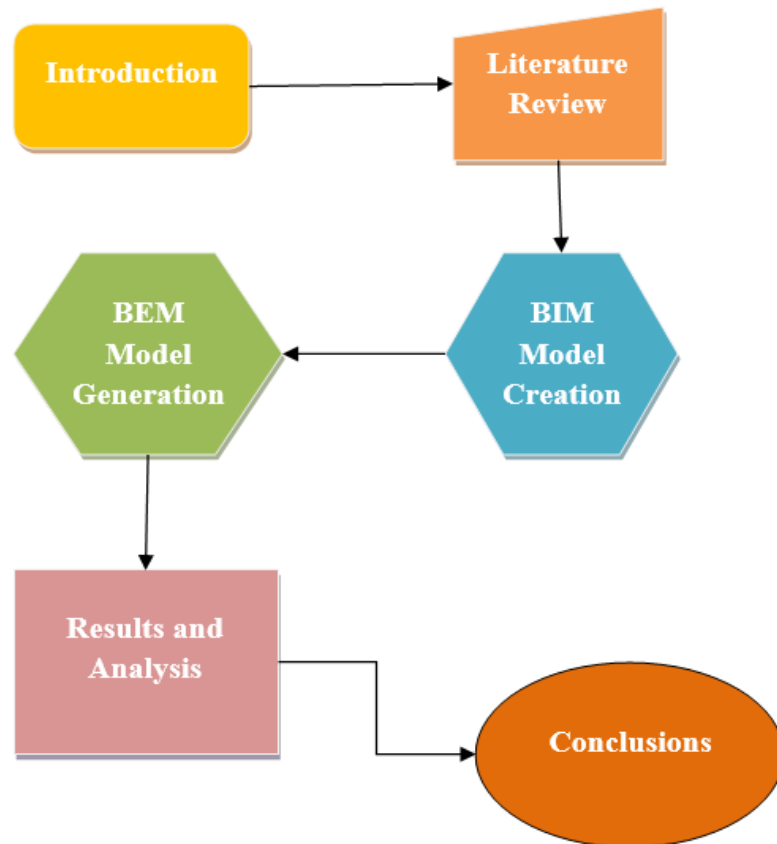 Introduction
Literature
Review
BIM
Model
Creation
BEM
Model
Generation
Results and
Analysis
Conclusions